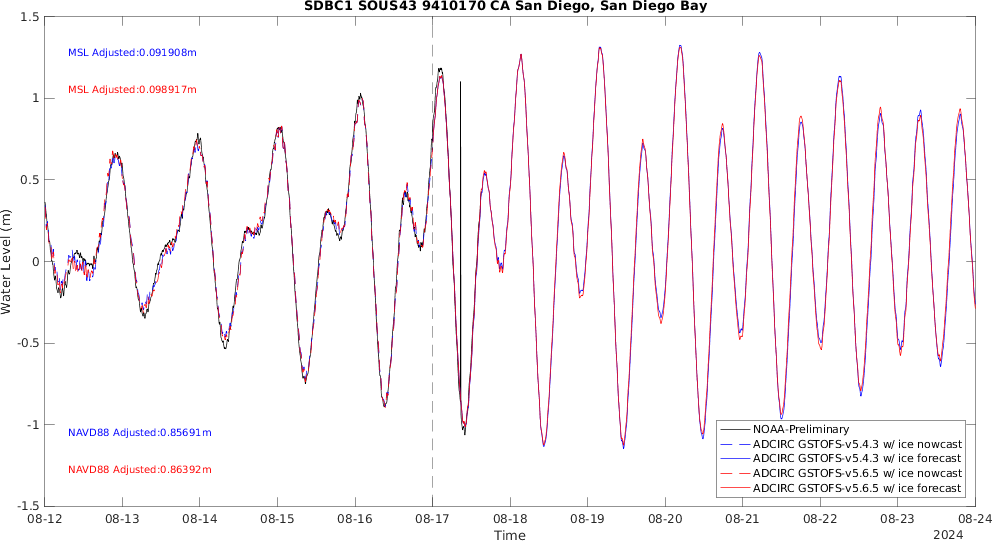 SDBC1 SOUS43 9410170 CA San Diego, San Diego Bay
1.5
1
0.5
0
-0.5
-1
-1.5
Water Level (m)
MSL Adjusted:0.091908m
MSL Adjusted:0.098917m
NAVD88 Adjusted:0.85691m
NAVD88 Adjusted:0.86392m
NOAA-Preliminary
ADCIRC GSTOFS-v5.4.3 w/ ice nowcast
ADCIRC GSTOFS-v5.4.3 w/ ice forecast
ADCIRC GSTOFS-v5.6.5 w/ ice nowcast
ADCIRC GSTOFS-v5.6.5 w/ ice forecast
08-12 08-13 08-14 08-15 08-16 08-17 08-18 08-19 08-20 08-21 08-22 08-23 08-24
Time
2024